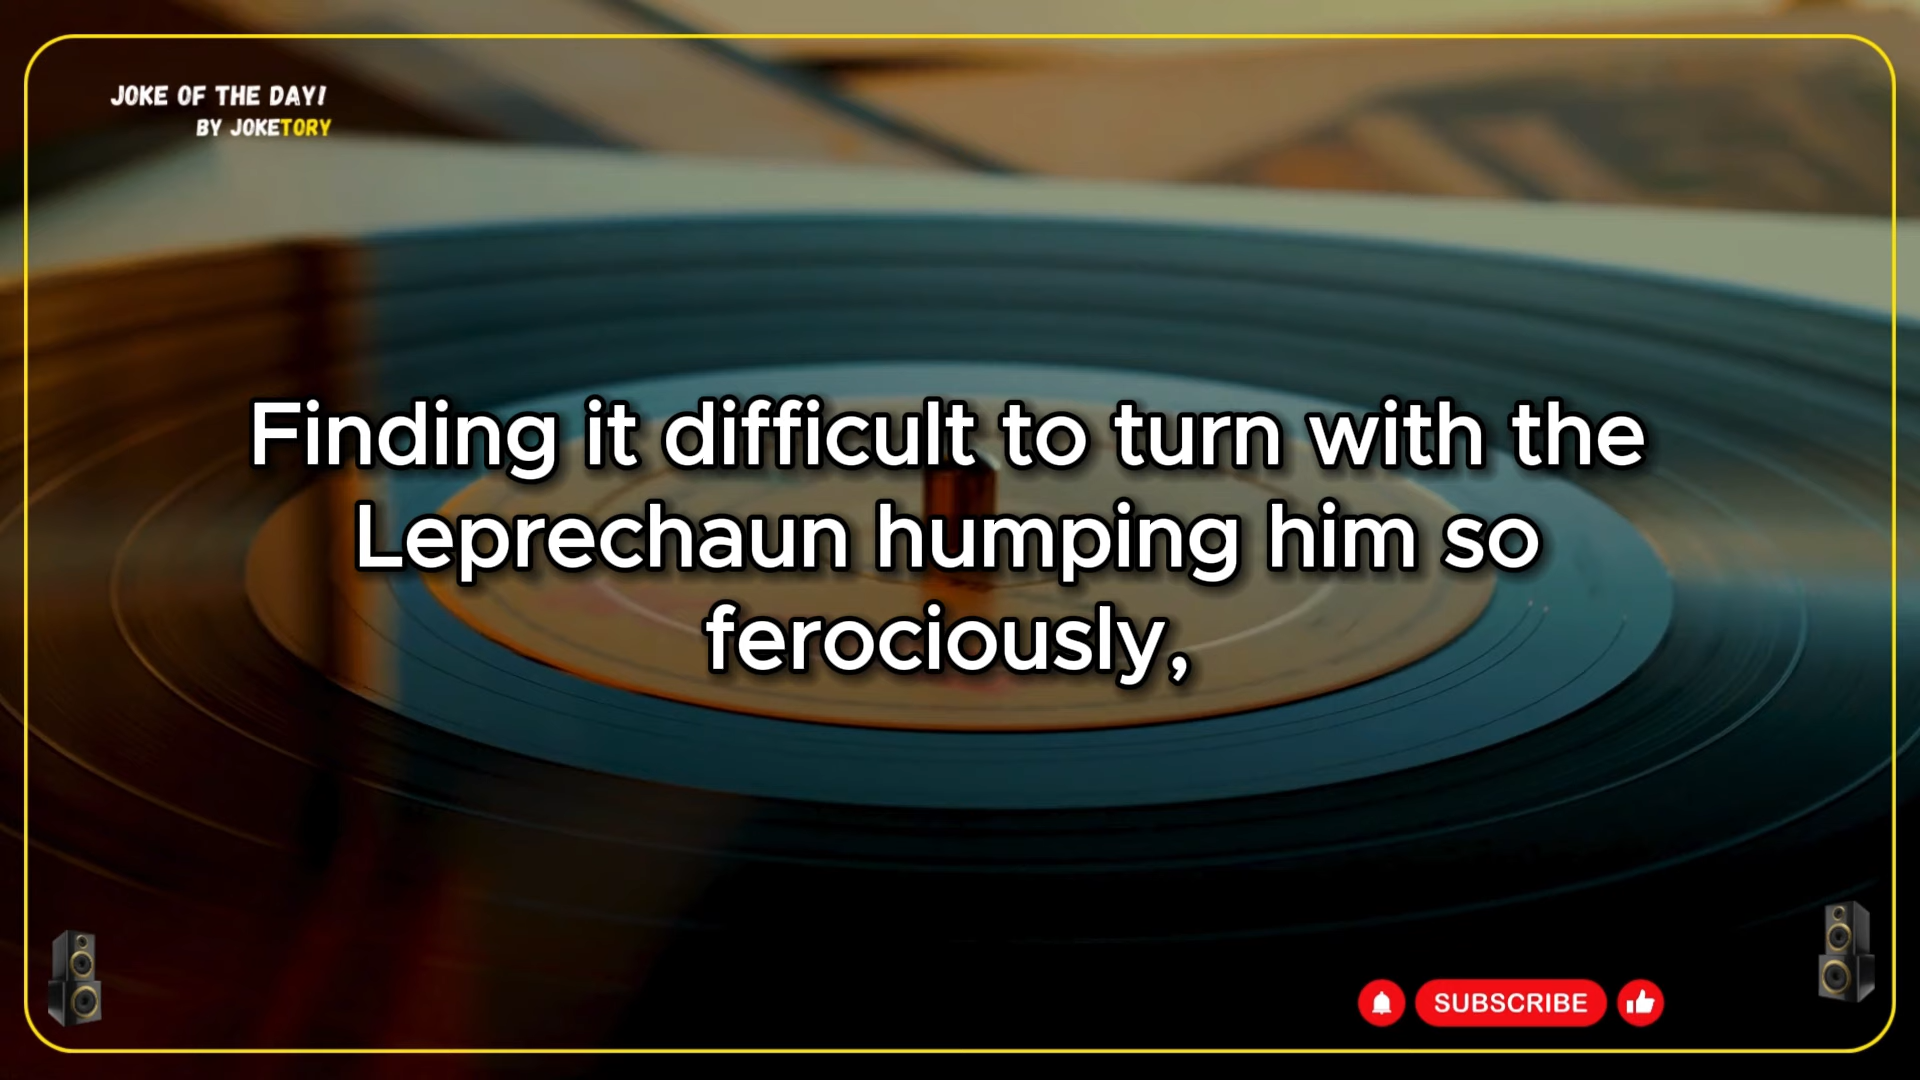 JOKE OF THE DAY!
BY JOKETORY
Finding it difficult to turn with the
Leprechaun humping him so
ferociously,
SUBSCRIBE